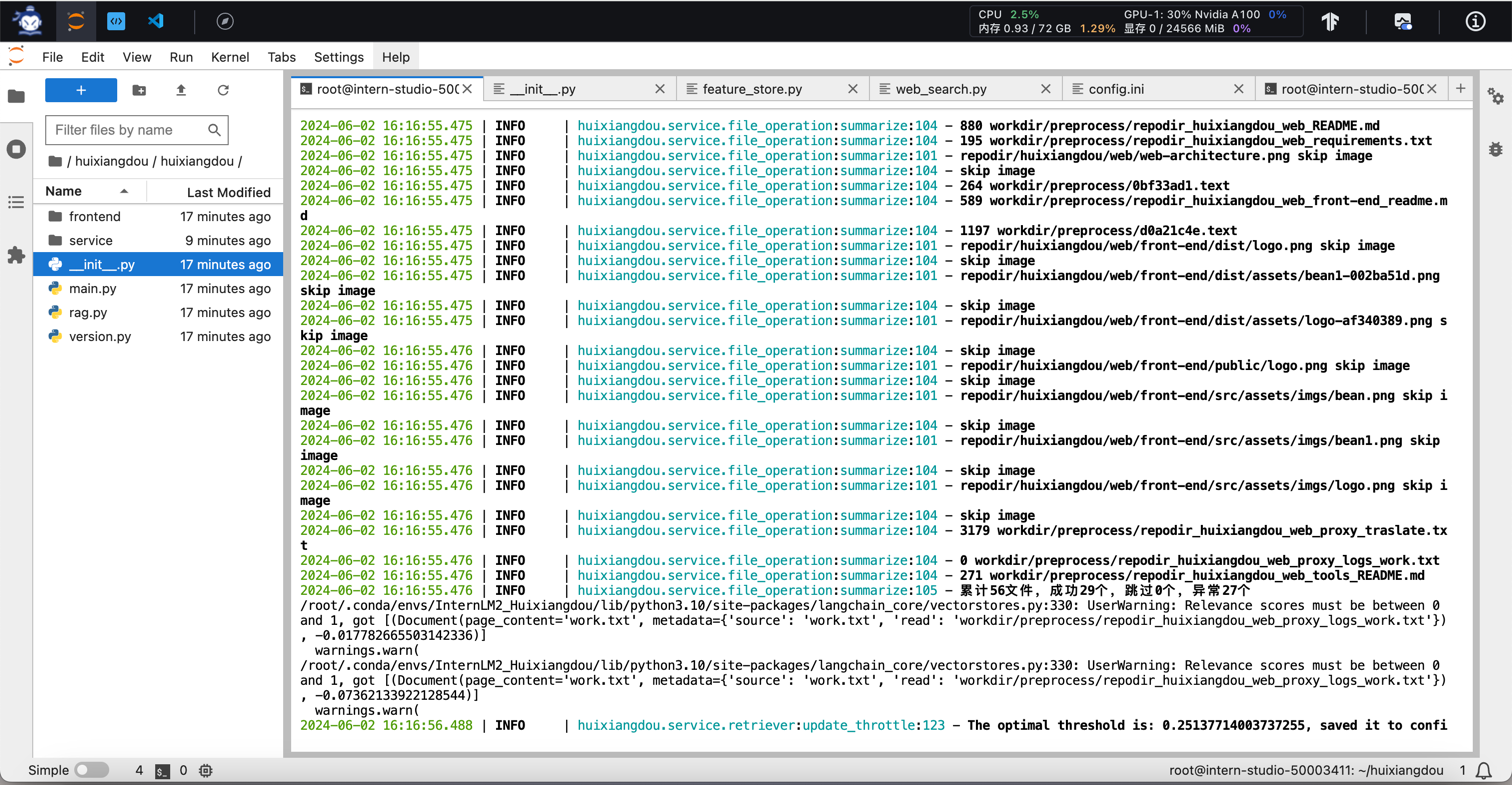 CPU 2.5% GPU-1: 30% Nvidia A100 0%
内存 0.93 / 72 GB 1.29% 显存 0 / 24566 MiB 0%
File Edit View Run Kernel Tabs Settings Help
root@intern-studio-500 __init__.py feature_store.py web_search.py config.ini root@intern-studio-500
Filter files by name
/ huixiangdou / huixiangdou /
Name Last Modified
frontend 17 minutes ago
service 9 minutes ago
__init__.py 17 minutes ago
main.py 17 minutes ago
rag.py 17 minutes ago
version.py 17 minutes ago
2024-06-02 16:16:55.475 | INFO     | huixiangdou.service.file_operation:summarize:104 - 880 workdir/preprocess/repodir_huixiangdou_web_README.md
2024-06-02 16:16:55.475 | INFO     | huixiangdou.service.file_operation:summarize:104 - 195 workdir/preprocess/repodir_huixiangdou_web_requirements.txt
2024-06-02 16:16:55.475 | INFO     | huixiangdou.service.file_operation:summarize:101 - repodir/huixiangdou/web/web-architecture.png skip image
2024-06-02 16:16:55.475 | INFO     | huixiangdou.service.file_operation:summarize:104 - skip image
2024-06-02 16:16:55.475 | INFO     | huixiangdou.service.file_operation:summarize:104 - 264 workdir/preprocess/0bf33ad1.text
2024-06-02 16:16:55.475 | INFO     | huixiangdou.service.file_operation:summarize:104 - 589 workdir/preprocess/repodir_huixiangdou_web_front-end_readme.m
d
2024-06-02 16:16:55.475 | INFO     | huixiangdou.service.file_operation:summarize:104 - 1197 workdir/preprocess/d0a21c4e.text
2024-06-02 16:16:55.475 | INFO     | huixiangdou.service.file_operation:summarize:101 - repodir/huixiangdou/web/front-end/dist/logo.png skip image
2024-06-02 16:16:55.475 | INFO     | huixiangdou.service.file_operation:summarize:104 - skip image
2024-06-02 16:16:55.475 | INFO     | huixiangdou.service.file_operation:summarize:101 - repodir/huixiangdou/web/front-end/dist/assets/bean1-002ba51d.png
skip image
2024-06-02 16:16:55.475 | INFO     | huixiangdou.service.file_operation:summarize:104 - skip image
2024-06-02 16:16:55.475 | INFO     | huixiangdou.service.file_operation:summarize:101 - repodir/huixiangdou/web/front-end/dist/assets/logo-af340389.png s
kip image
2024-06-02 16:16:55.476 | INFO     | huixiangdou.service.file_operation:summarize:104 - skip image
2024-06-02 16:16:55.476 | INFO     | huixiangdou.service.file_operation:summarize:101 - repodir/huixiangdou/web/front-end/public/logo.png skip image
2024-06-02 16:16:55.476 | INFO     | huixiangdou.service.file_operation:summarize:104 - skip image
2024-06-02 16:16:55.476 | INFO     | huixiangdou.service.file_operation:summarize:101 - repodir/huixiangdou/web/front-end/src/assets/imgs/bean.png skip i
mage
2024-06-02 16:16:55.476 | INFO     | huixiangdou.service.file_operation:summarize:104 - skip image
2024-06-02 16:16:55.476 | INFO     | huixiangdou.service.file_operation:summarize:101 - repodir/huixiangdou/web/front-end/src/assets/imgs/bean1.png skip
image
2024-06-02 16:16:55.476 | INFO     | huixiangdou.service.file_operation:summarize:104 - skip image
2024-06-02 16:16:55.476 | INFO     | huixiangdou.service.file_operation:summarize:101 - repodir/huixiangdou/web/front-end/src/assets/imgs/logo.png skip i
mage
2024-06-02 16:16:55.476 | INFO     | huixiangdou.service.file_operation:summarize:104 - skip image
2024-06-02 16:16:55.476 | INFO     | huixiangdou.service.file_operation:summarize:104 - 3179 workdir/preprocess/repodir_huixiangdou_web_proxy_traslate.tx
t
2024-06-02 16:16:55.476 | INFO     | huixiangdou.service.file_operation:summarize:104 - 0 workdir/preprocess/repodir_huixiangdou_web_proxy_logs_work.txt
2024-06-02 16:16:55.476 | INFO     | huixiangdou.service.file_operation:summarize:104 - 271 workdir/preprocess/repodir_huixiangdou_web_tools_README.md
2024-06-02 16:16:55.476 | INFO     | huixiangdou.service.file_operation:summarize:105 - 累计56文件，成功29个，跳过0个，异常27个
/root/.conda/envs/InternLM2_Huixiangdou/lib/python3.10/site-packages/langchain_core/vectorstores.py:330: UserWarning: Relevance scores must be between 0
and 1, got [(Document(page_content='work.txt', metadata={'source': 'work.txt', 'read': 'workdir/preprocess/repodir_huixiangdou_web_proxy_logs_work.txt'})
, -0.017782665503142336)]
  warnings.warn(
/root/.conda/envs/InternLM2_Huixiangdou/lib/python3.10/site-packages/langchain_core/vectorstores.py:330: UserWarning: Relevance scores must be between 0
and 1, got [(Document(page_content='work.txt', metadata={'source': 'work.txt', 'read': 'workdir/preprocess/repodir_huixiangdou_web_proxy_logs_work.txt'})
, -0.07362133922128544)]
  warnings.warn(
2024-06-02 16:16:56.488 | INFO     | huixiangdou.service.retriever:update_throttle:123 - The optimal threshold is: 0.25137714003737255, saved it to confi
Simple 4 0 root@intern-studio-50003411: ~/huixiangdou 1